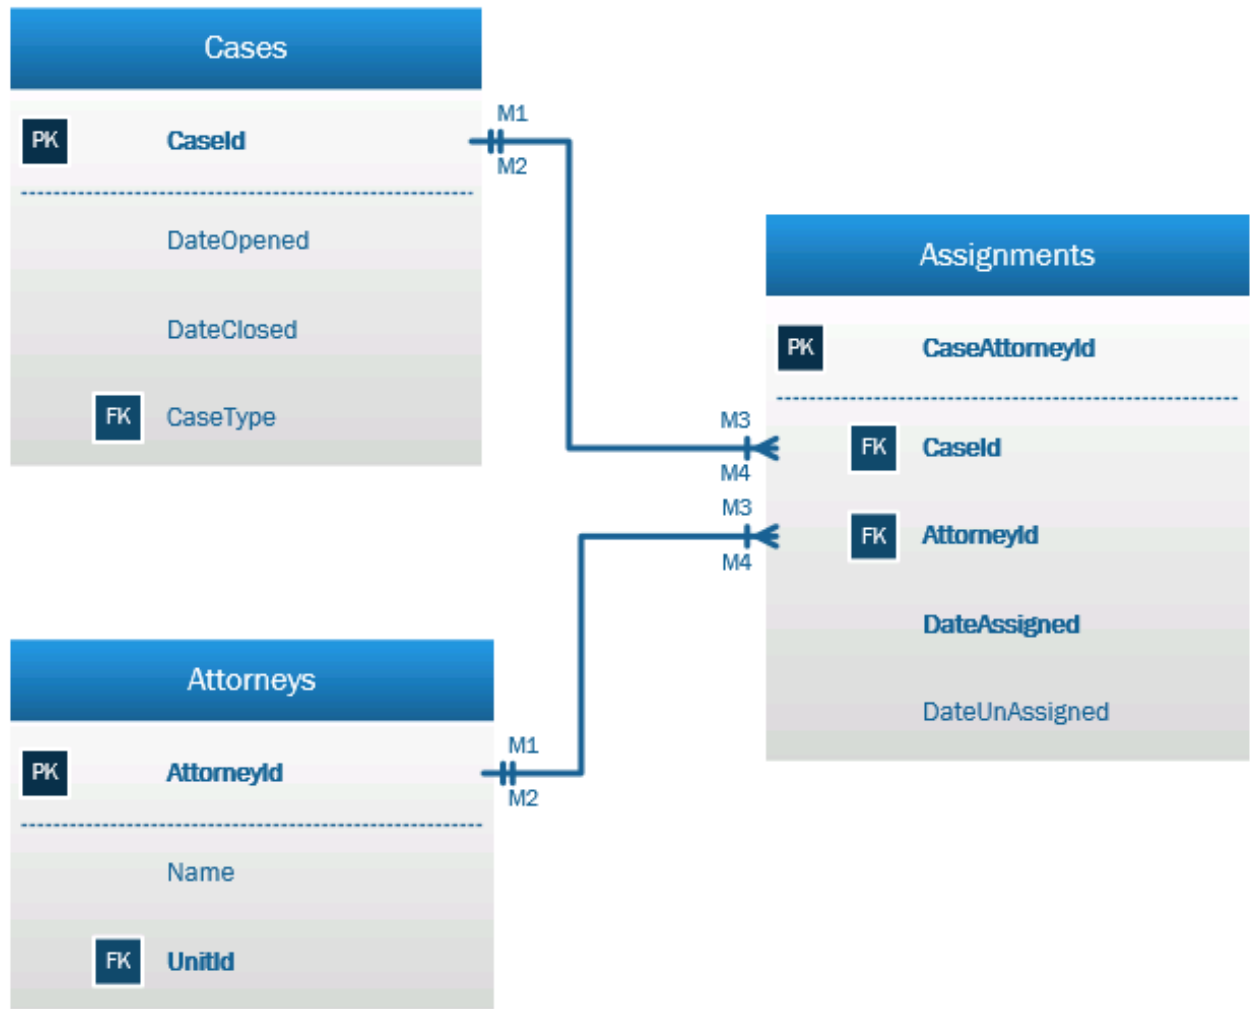 Cases
PK CaseId
DateOpened
DateClosed
FK CaseType
M1
M2
Assignments
PK CaseAttorneyId
FK CaseId
FK AttorneyId
DateAssigned
DateUnAssigned
M3
M4
M3
M4
Attorneys
PK AttorneyId
Name
FK UnitId
M1
M2